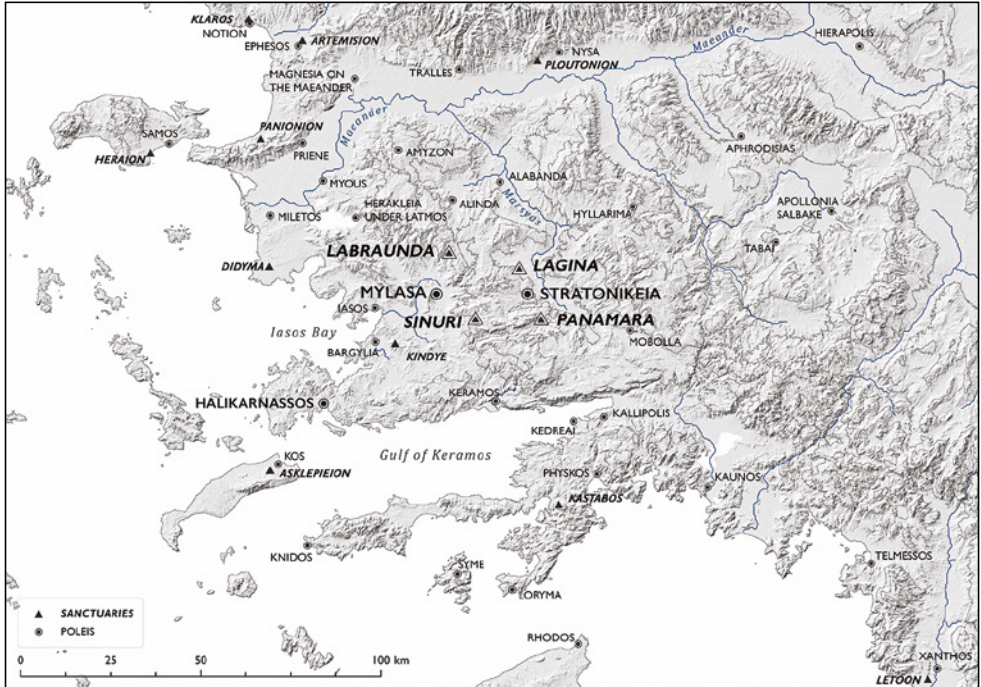 KLAROS
NOTION
EPHESOS
ARTEMISION
NYSA
PLOUTONION
Maeander
HIERAPOLIS
MAGNESIA ON
THE MAEANDER
TRALLES
SAMOS
HERAION
PANIONION
PRIENE
Maeander
AMYZON
APHRODISIAS
MYOUS
ALABANDA
MILETOS
HERAKLEIA
UNDER LATMOS
ALINDA
Marsyas
HYLLARIMA
APOLLONIA
SALBAKE
TABAI
LABRAUNDA
LAGINA
DIDYMA
MYLASA
STRATONIKEIA
IASOS
SINURI
PANAMARA
Iasos Bay
MOBOLLA
BARGYLIA
KINDYE
HALIKARNASSOS
KERAMOS
KALLIPOLIS
KEDREAI
KOS
ASKLEPIEION
Gulf of Keramos
PHYSKOS
KAUNOS
KASTABOS
KNIDOS
SYME
LORYMA
TELMESSOS
RHODOS
XANTHOS
LETOON
SANCTUARIES
POLEIS
0 25 50 100 km